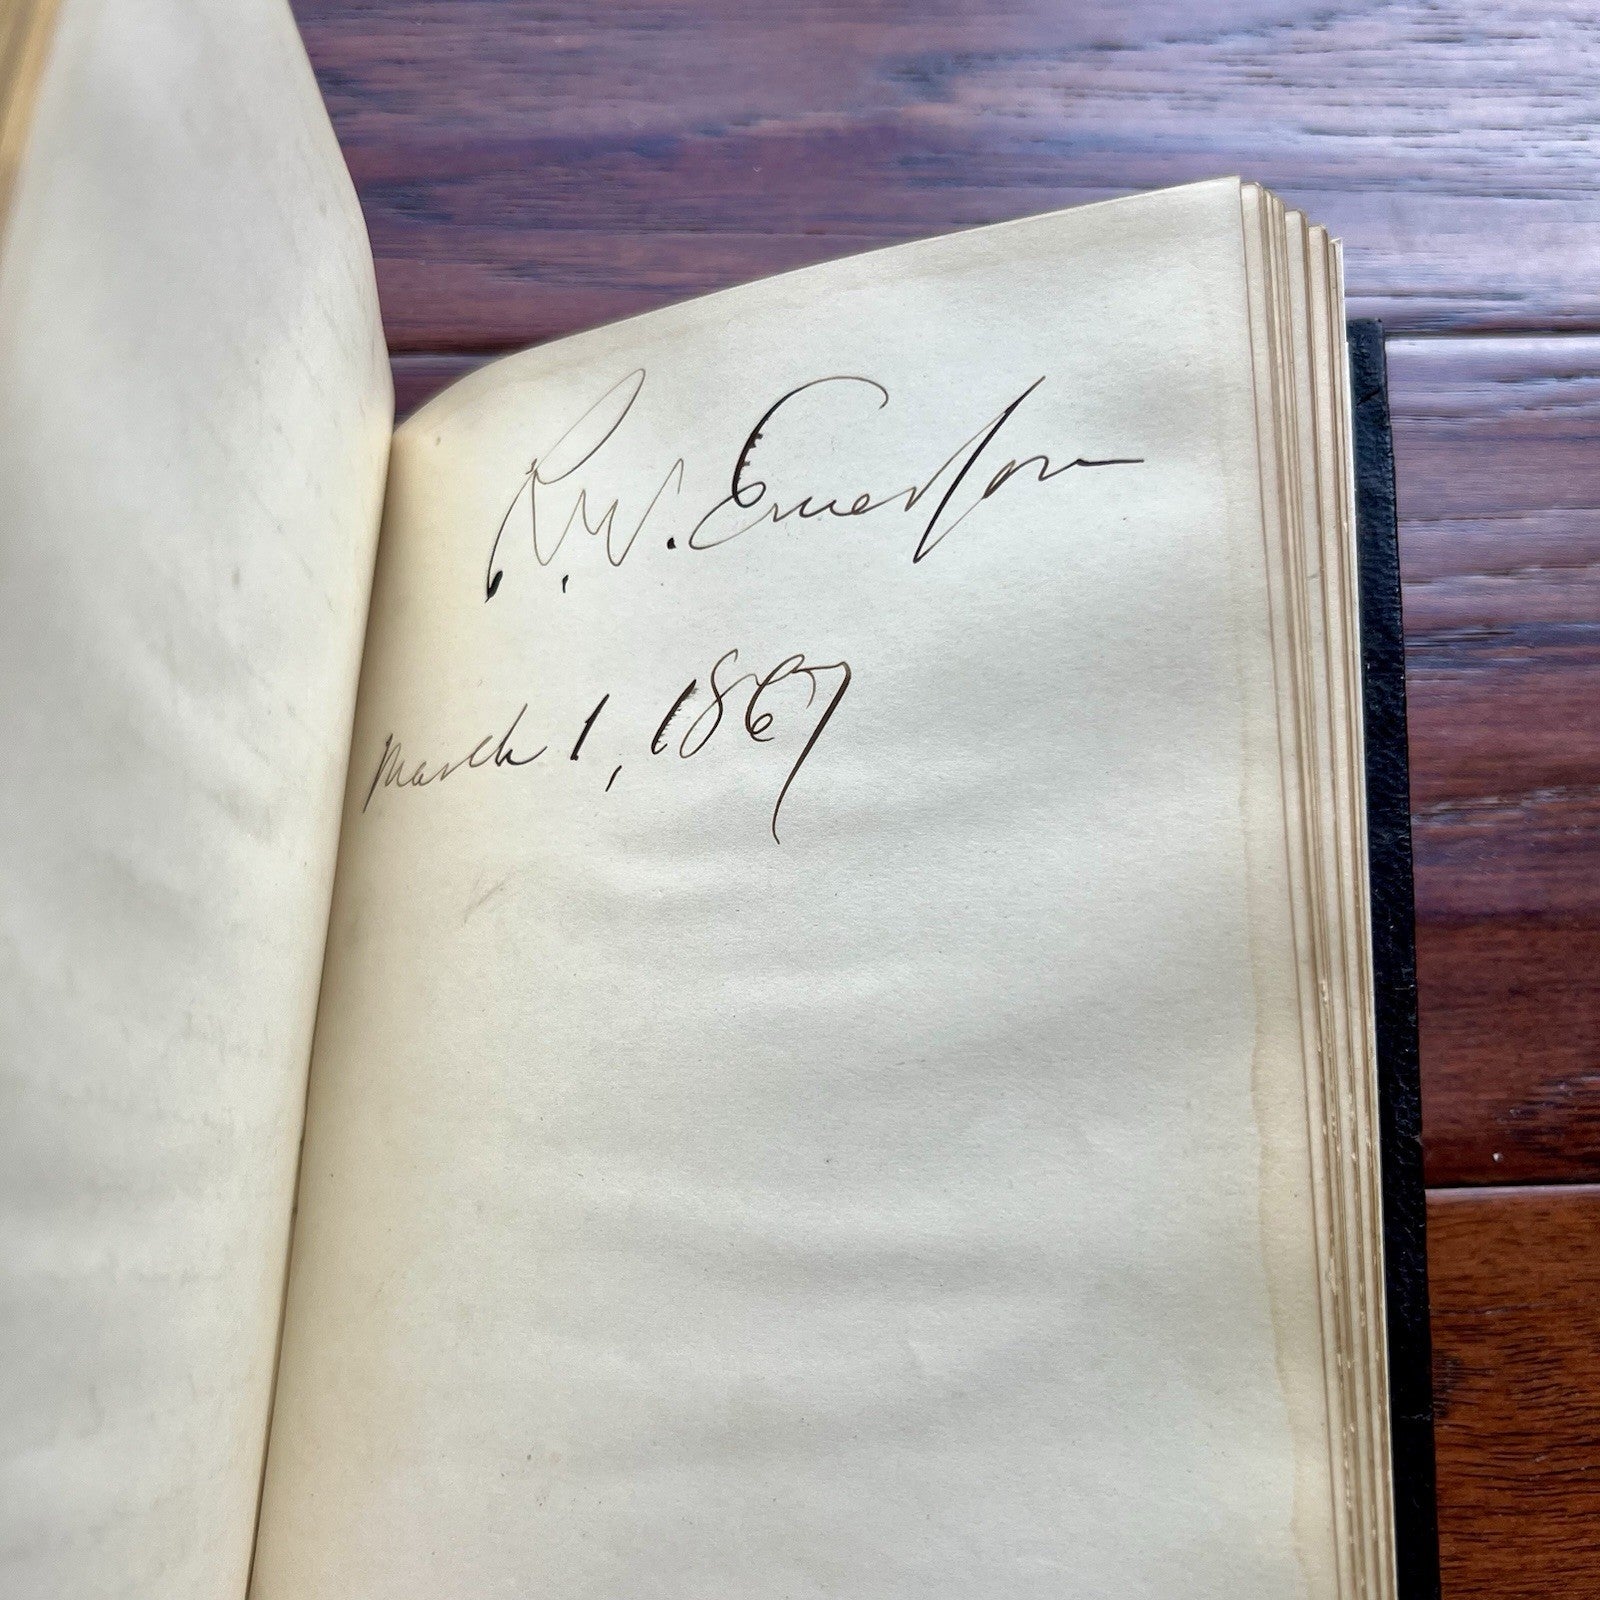 R. W. Emerson
March 1, 1867